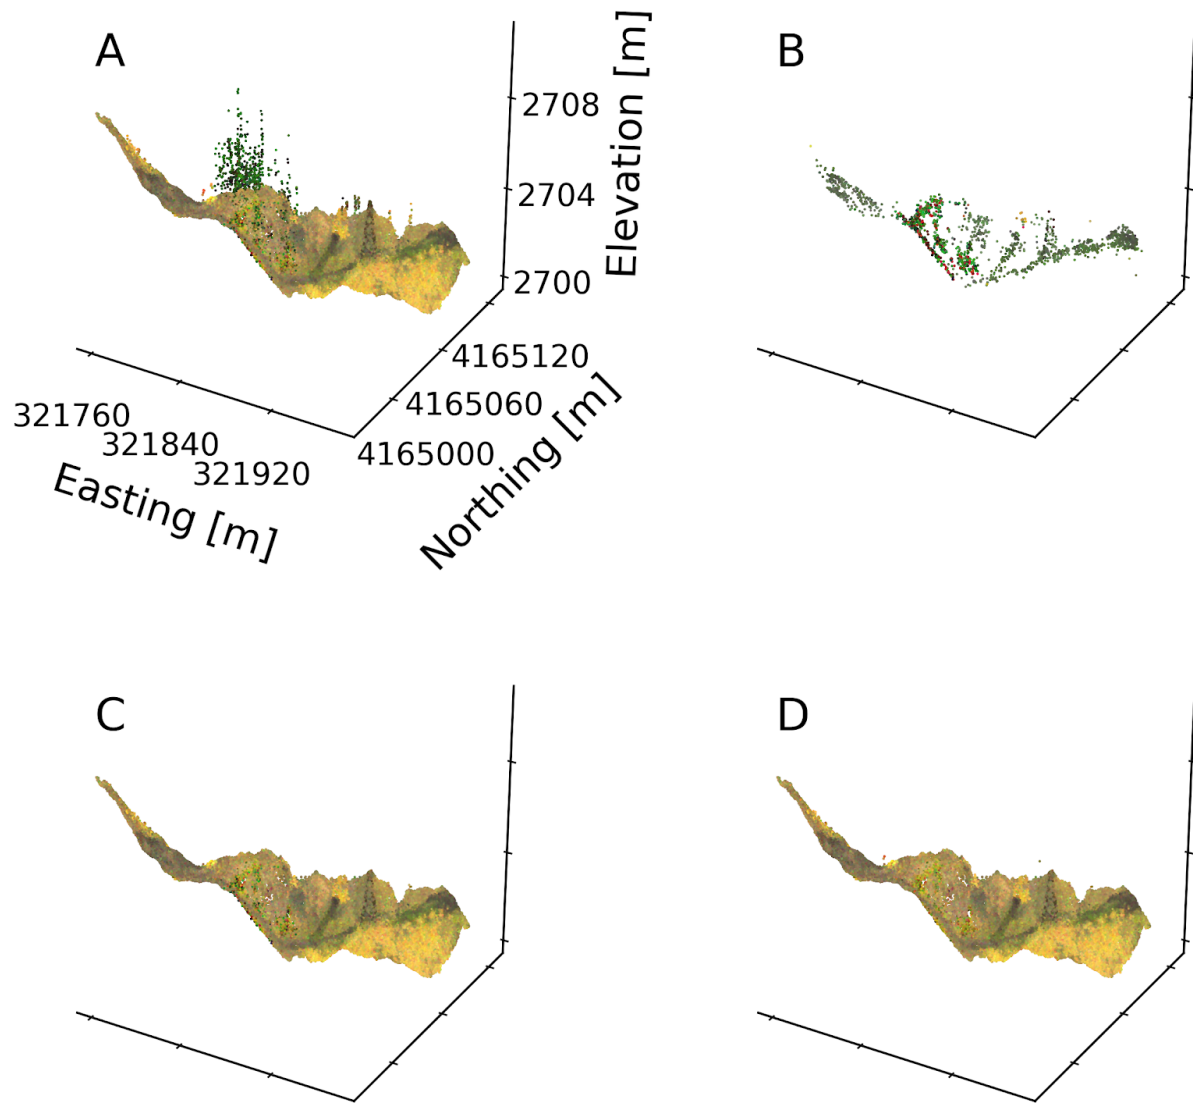 A
B
Elevation [m]
2708
2704
2700
4165120
4165060
4165000
Northing [m]
321760
321840
321920
Easting [m]
C
D